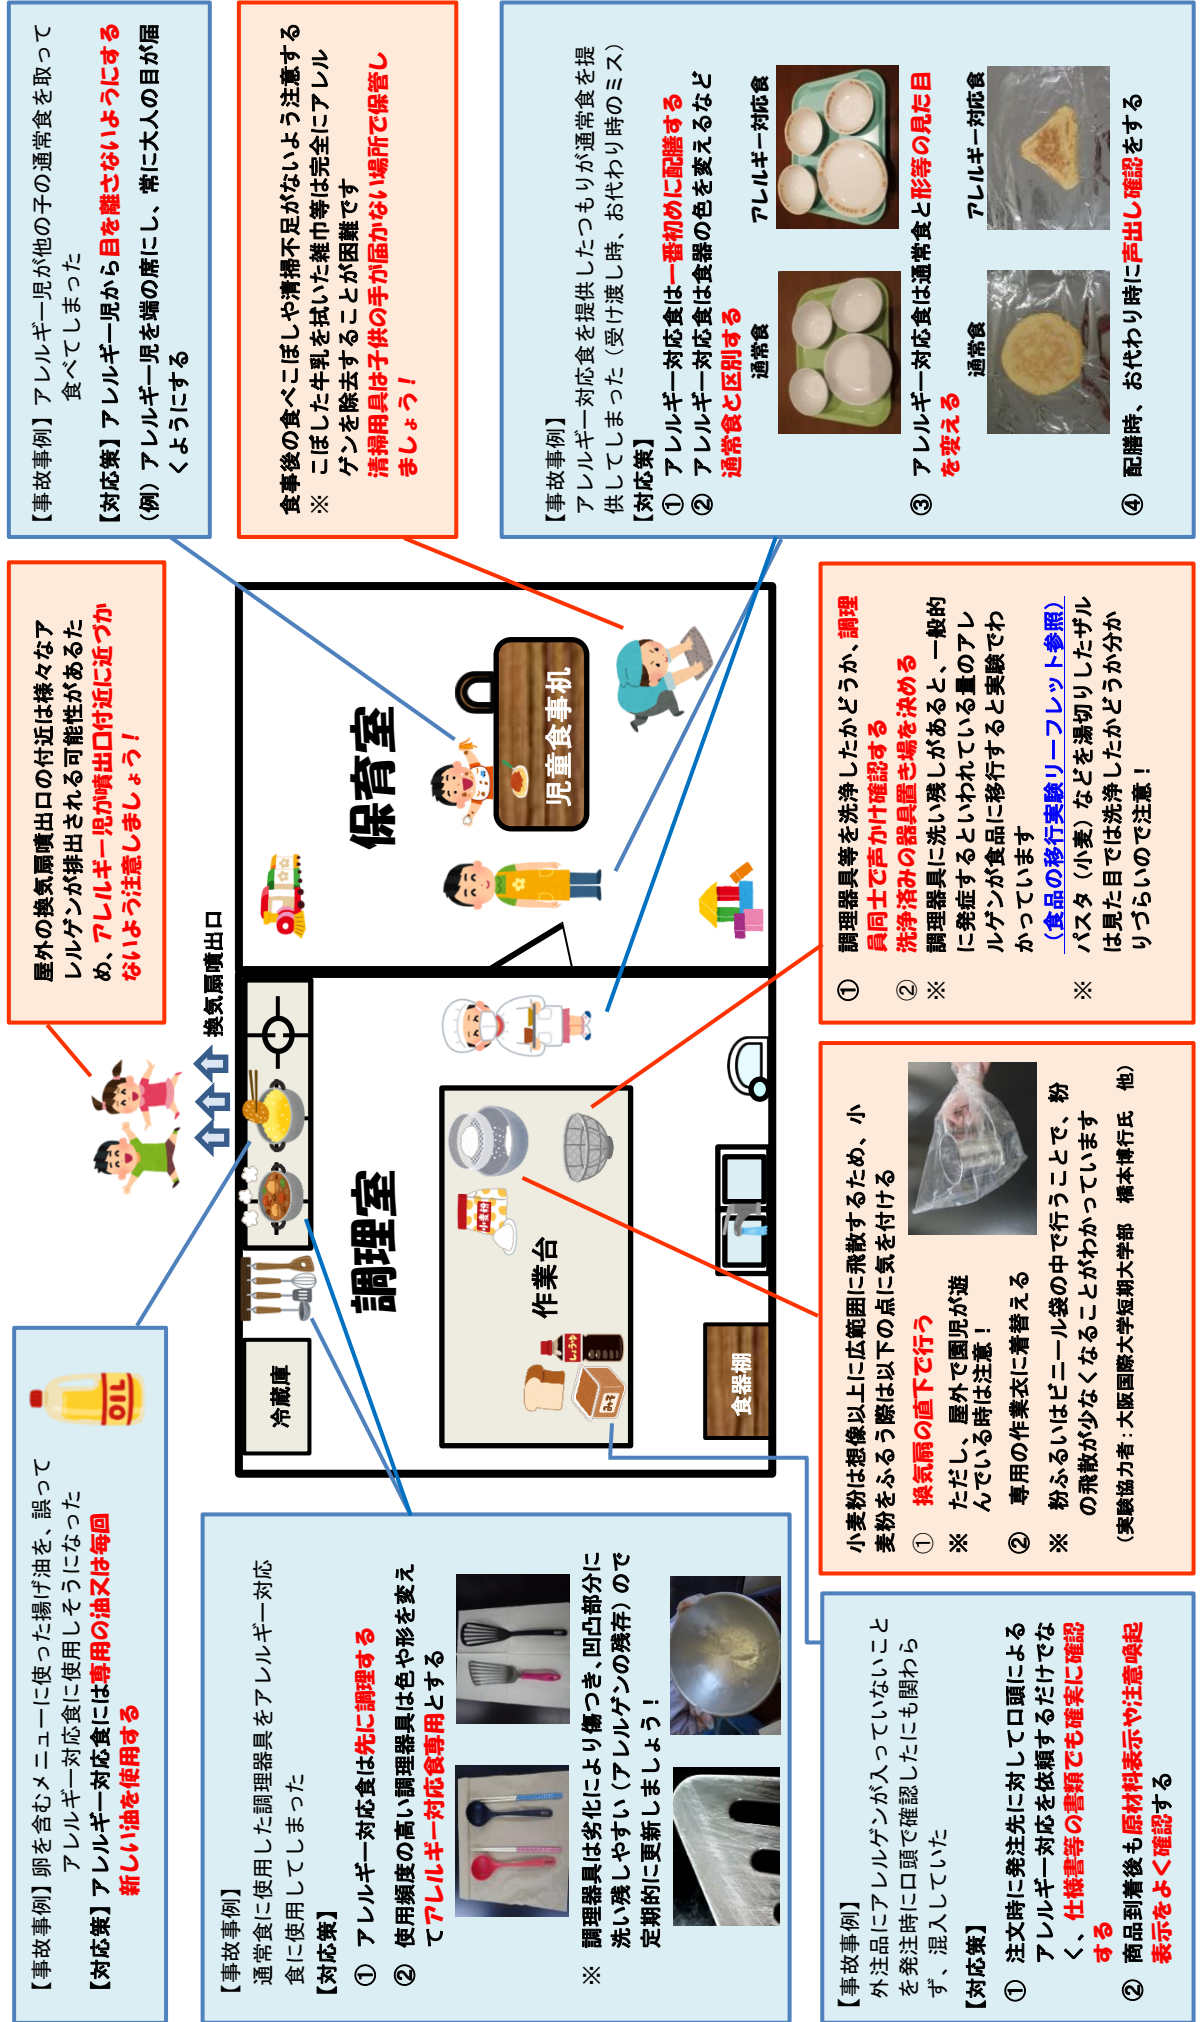 【事故事例】卵を含むメニューに使った揚げ油を、誤って
アレルギー対応食に使用しそうになった
【対応策】アレルギー対応食には専用の油又は毎回
新しい油を使用する
OIL
屋外の換気扇噴出口の付近は様々なア
レルゲンが排出される可能性があるた
め、アレルギー児が噴出口付近に近づか
ないよう注意しましょう！
【事故事例】アレルギー児が他の子の通常食を取って
食べてしまった
【対応策】アレルギー児から目を離さないようにする
（例）アレルギー児を端の席にし、常に大人の目が届
くようにする
食事後の食べこぼしや清掃不足がないよう注意する
※ こぼした牛乳を拭いた雑巾等は完全にアレル
ゲンを除去することが困難です
清掃用具は子供の手が届かない場所で保管し
ましょう！
換気扇噴出口
冷蔵庫
調理室
作業台
小麦粉
しょうゆ
みそ
食器棚
保育室
児童食事机
【事故事例】
通常食に使用した調理器具をアレルギー対応
食に使用してしまった
【対応策】
① アレルギー対応食は先に調理する
② 使用頻度の高い調理器具は色や形を変え
てアレルギー対応食専用とする
※ 調理器具は劣化により傷つき、凹凸部分に
洗い残しやすい（アレルゲンの残存）ので
定期的に更新しましょう！
【事故事例】
アレルギー対応食を提供したつもりが通常食を提
供してしまった（受け渡し時、お代わり時のミス）
【対応策】
① アレルギー対応食は一番初めに配膳する
② アレルギー対応食は食器の色を変えるなど
通常食と区別する
通常食
アレルギー対応食
③ アレルギー対応食は通常食と形等の見た目
を変える
通常食
アレルギー対応食
④ 配膳時、お代わり時に声出し確認をする
【事故事例】
外注品にアレルゲンが入っていないこと
を発注時に口頭で確認したにも関わら
ず、混入していた
【対応策】
① 注文時に発注先に対して口頭による
アレルギー対応を依頼するだけでな
く、仕様書等の書類でも確実に確認
する
② 商品到着後も原材料表示や注意喚起
表示をよく確認する
小麦粉は想像以上に広範囲に飛散するため、小
麦粉をふるう際は以下の点に気を付ける
① 換気扇の直下で行う
※ ただし、屋外で園児が遊
んでいる時は注意！
② 専用の作業衣に着替える
※ 粉ふるいはビニール袋の中で行うことで、粉
の飛散が少なくなることがわかっています
（実験協力者：大阪国際大学短期大学部 橋本博行氏 他）
① 調理器具等を洗浄したかどうか、調理
員同士で声かけ確認する
② 洗浄済みの器具置き場を決める
※ 調理器具に洗い残しがあると、一般的
に発症するといわれている量のアレ
ルゲンが食品に移行すると実験でわ
かっています
（食品の移行実験リーフレット参照）
※ パスタ（小麦）などを湯切りしたザル
は見た目では洗浄したかどうか分か
りづらいので注意！